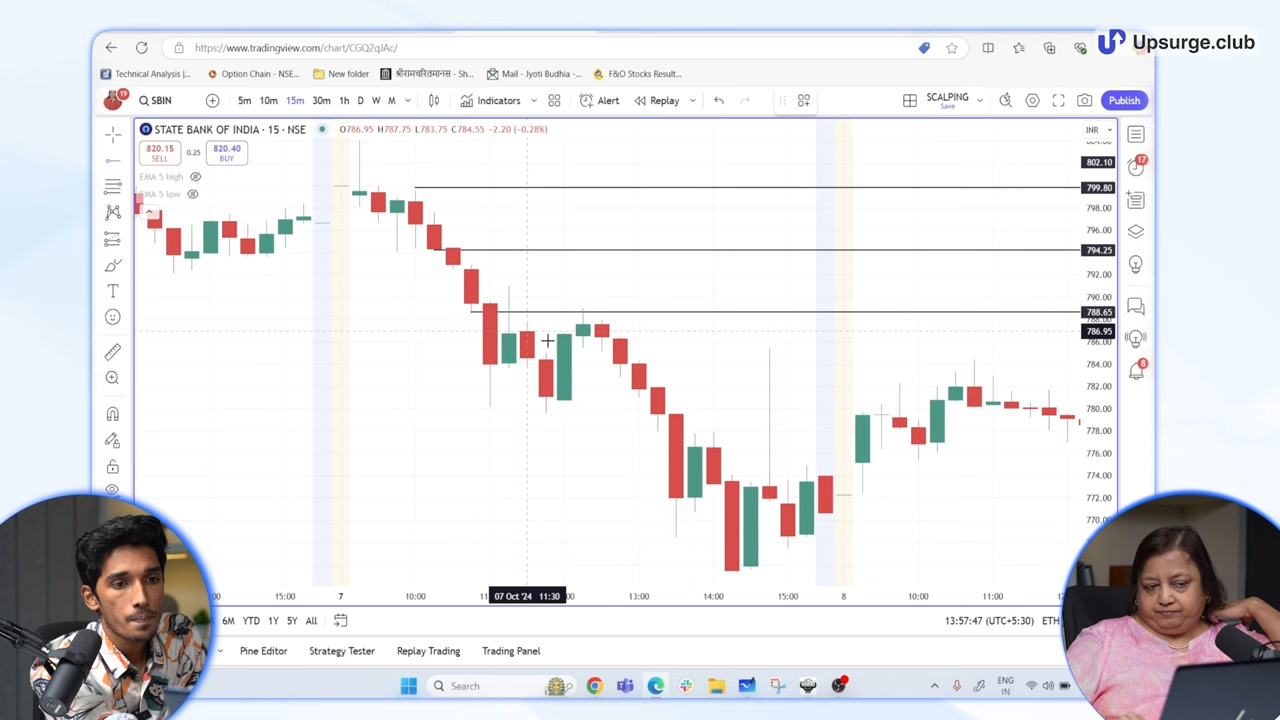 Upsurge.club
https://www.tradingview.com/chart/CGQ2qJAc/
Technical Analysis |... Option Chain - NSE... New folder श्रीरामचरितमानस - Sh... Mail - Jyoti Budhia -... F&O Stocks Result...
19 SBIN 5m 10m 15m 30m 1h D W M Indicators Alert Replay SCALPING Save Publish
STATE BANK OF INDIA · 15 · NSE O786.95 H787.75 L783.75 C784.55 -2.20 (-0.28%) INR
820.15 SELL 0.25 820.40 BUY
EMA 5 high
EMA 5 low
17
8
802.10
799.80
798.00
796.00
794.25
792.00
790.00
788.65
786.95
786.00
784.00
782.00
780.00
778.00
776.00
774.00
772.00
770.
15:00 7 10:00 07 Oct '24 11:30 13:00 14:00 15:00 8 10:00 11:00
6M YTD 1Y 5Y All 13:57:47 (UTC+5:30) ETH
Pine Editor Strategy Tester Replay Trading Trading Panel
Search ENG IN